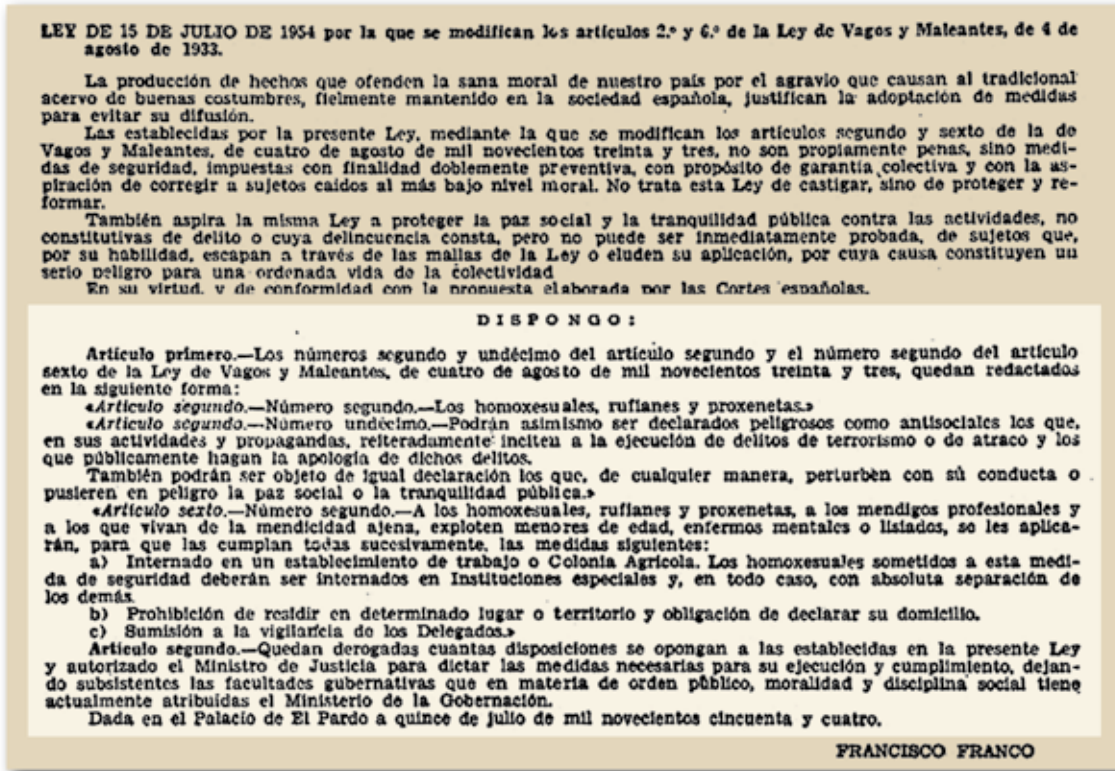 LEY DE 15 DE JULIO DE 1954 por la que se modifican los artículos 2.º y 6.º de la Ley de Vagos y Maleantes, de 4 de
agosto de 1933.
La producción de hechos que ofenden la sana moral de nuestro país por el agravio que causan al tradicional
acervo de buenas costumbres, fielmente mantenido en la sociedad española, justifican la adoptación de medidas
para evitar su difusión.
Las establecidas por la presente Ley, mediante la que se modifican los artículos segundo y sexto de la de
Vagos y Maleantes, de cuatro de agosto de mil novecientos treinta y tres, no son propiamente penas, sino medi-
das de seguridad, impuestas con finalidad doblemente preventiva, con propósito de garantía colectiva y con la as-
piración de corregir a sujetos caídos al más bajo nivel moral. No trata esta Ley de castigar, sino de proteger y re-
formar.
También aspira la misma Ley a proteger la paz social y la tranquilidad pública contra las actividades, no
constitutivas de delito o cuya delincuencia consta, pero no puede ser inmediatamente probada, de sujetos que,
por su habilidad, escapan a través de las mallas de la Ley o eluden su aplicación, por cuya causa constituyen un
serio peligro para una ordenada vida de la colectividad
En su virtud, y de conformidad con la propuesta elaborada por las Cortes españolas.
DISPONGO:
Artículo primero.—Los números segundo y undécimo del artículo segundo y el número segundo del artículo
sexto de la Ley de Vagos y Maleantes, de cuatro de agosto de mil novecientos treinta y tres, quedan redactados
en la siguiente forma:
«Artículo segundo.—Número segundo.—Los homoxesuales, rufianes y proxenetas.»
«Artículo segundo.—Número undécimo.—Podrán asimismo ser declarados peligrosos como antisociales los que,
en sus actividades y propagandas, reiteradamente inciten a la ejecución de delitos de terrorismo o de atraco y los
que públicamente hagan la apología de dichos delitos.
También podrán ser objeto de igual declaración los que, de cualquier manera, perturben con su conducta o
pusieren en peligro la paz social o la tranquilidad pública.»
«Artículo sexto.—Número segundo.—A los homoxesuales, rufianes y proxenetas, a los mendigos profesionales y
a los que vivan de la mendicidad ajena, exploten menores de edad, enfermos mentales o lisiados, se les aplica-
rán, para que las cumplan todas sucesivamente, las medidas siguientes:
a) Internado en un establecimiento de trabajo o Colonia Agrícola. Los homoxesuales sometidos a esta medi-
da de seguridad deberán ser internados en Instituciones especiales y, en todo caso, con absoluta separación de
los demás.
b) Prohibición de residir en determinado lugar o territorio y obligación de declarar su domicilio.
c) Sumisión a la vigilancia de los Delegados.»
Artículo segundo.—Quedan derogadas cuantas disposiciones se opongan a las establecidas en la presente Ley
y autorizado el Ministro de Justicia para dictar las medidas necesarias para su ejecución y cumplimiento, dejan-
do subsistentes las facultades gubernativas que en materia de orden público, moralidad y disciplina social tiene
actualmente atribuidas el Ministerio de la Gobernación.
Dada en el Palacio de El Pardo a quince de julio de mil novecientos cincuenta y cuatro.
FRANCISCO FRANCO